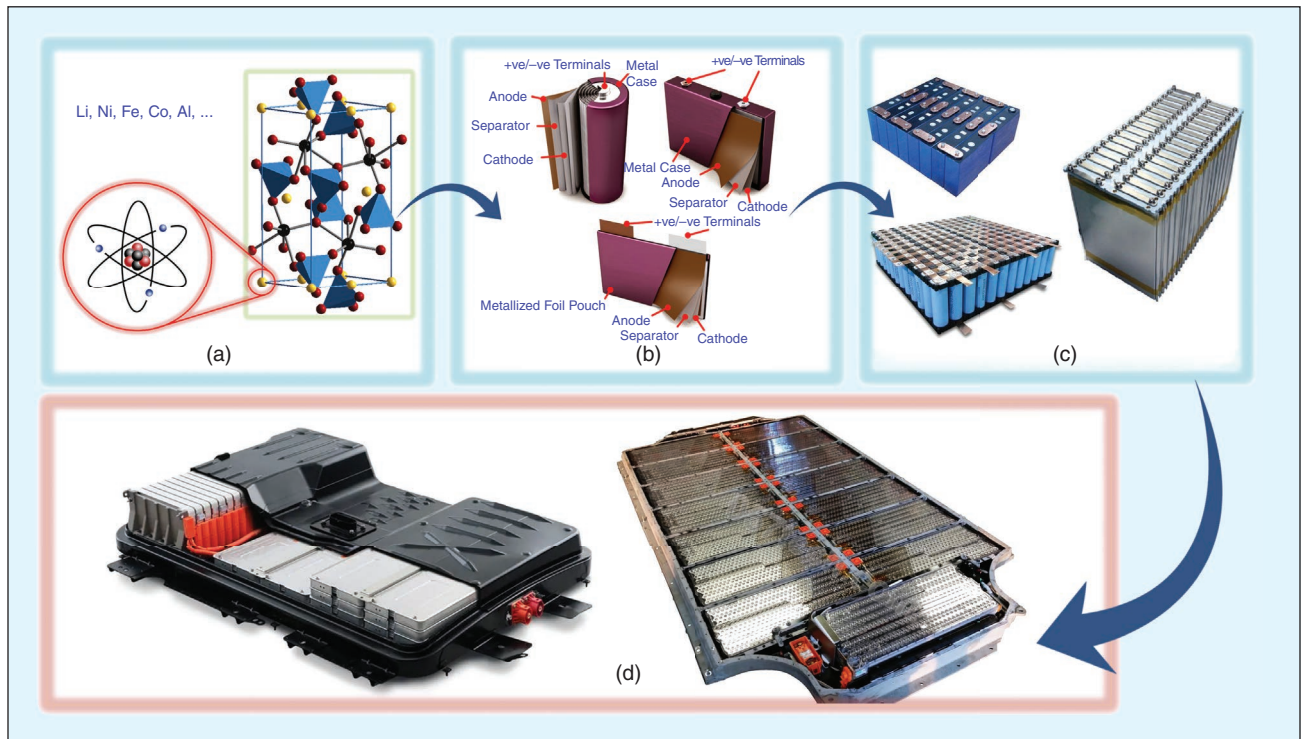 Li, Ni, Fe, Co, Al, ...
(a)
+ve/–ve Terminals
Metal
Case
Anode
Separator
Cathode
+ve/–ve Terminals
Metal Case
Anode
Separator
Cathode
+ve/–ve Terminals
Metallized Foil Pouch
Anode
Separator
Cathode
(b)
(c)
(d)